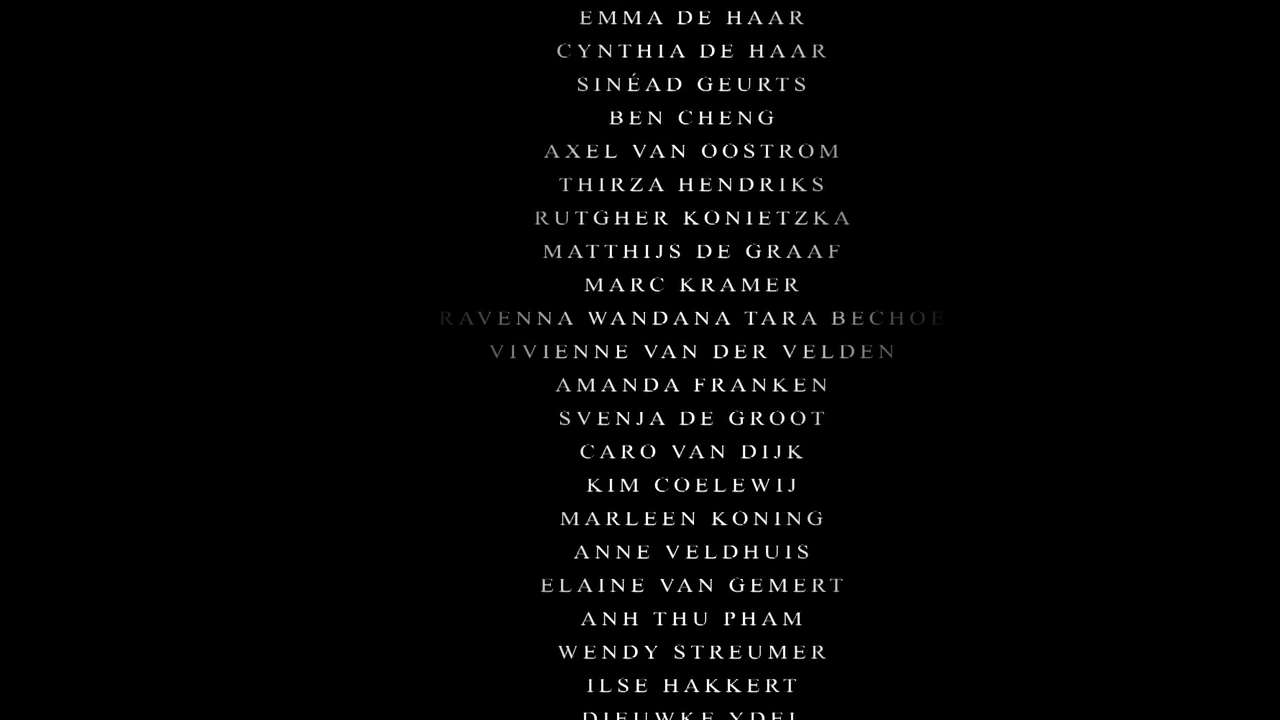 EMMA DE HAAR
CYNTHIA DE HAAR
SINÉAD GEURTS
BEN CHENG
AXEL VAN OOSTROM
THIRZA HENDRIKS
RUTGHER KONIETZKA
MATTHIJS DE GRAAF
MARC KRAMER
RAVENNA WANDANA TARA BECHOE
VIVIENNE VAN DER VELDEN
AMANDA FRANKEN
SVENJA DE GROOT
CARO VAN DIJK
KIM COELEWIJ
MARLEEN KONING
ANNE VELDHUIS
ELAINE VAN GEMERT
ANH THU PHAM
WENDY STREUMER
ILSE HAKKERT
DIEUWKE